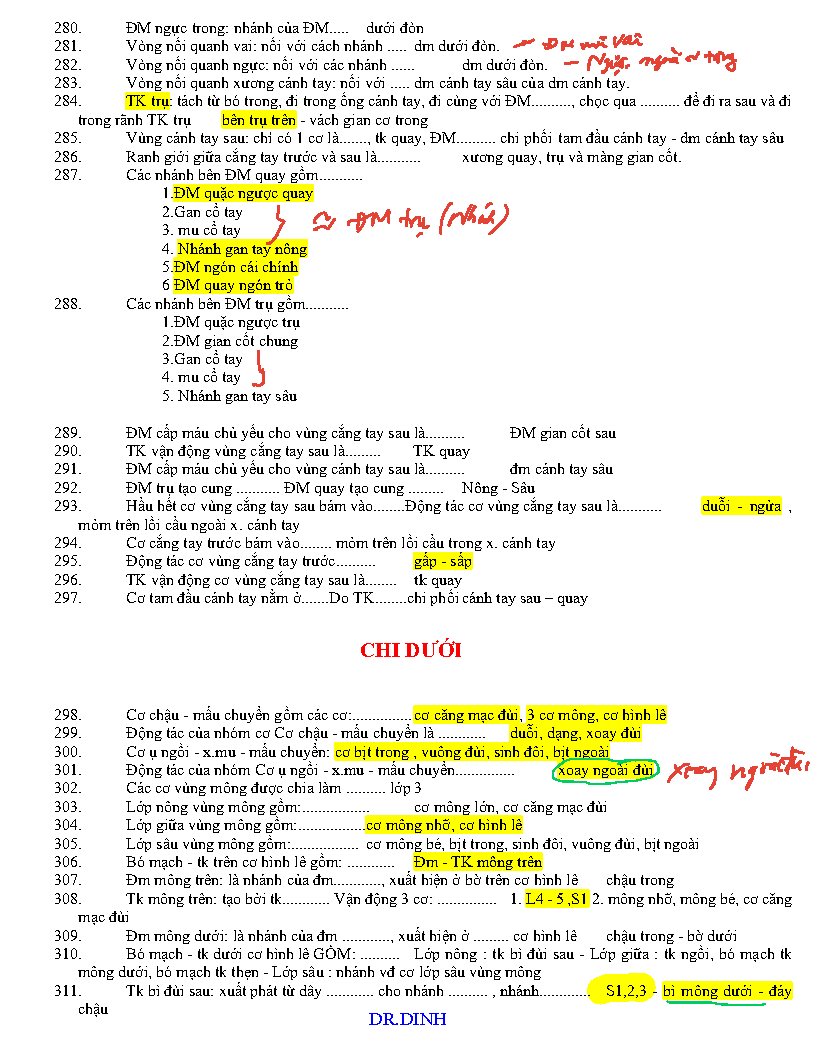 280. ĐM ngực trong: nhánh của ĐM..... dưới đòn
281. Vòng nối quanh vai: nối với cách nhánh ..... dm dưới đòn. – ĐM mũ vai
282. Vòng nối quanh ngực: nối với các nhánh ...... dm dưới đòn. – Ngực ngoài ~ trong
283. Vòng nối quanh xương cánh tay: nối với ..... dm cánh tay sâu của dm cánh tay.
284. TK trụ: tách từ bó trong, đi trong ống cánh tay, đi cùng với ĐM.........., chọc qua .......... để đi ra sau và đi
trong rãnh TK trụ bên trụ trên - vách gian cơ trong
285. Vùng cánh tay sau: chỉ có 1 cơ là......., tk quay, ĐM.......... chi phối tam đầu cánh tay - dm cánh tay sâu
286. Ranh giới giữa cẳng tay trước và sau là........... xương quay, trụ và màng gian cốt.
287. Các nhánh bên ĐM quay gồm...........
1.ĐM quặc ngược quay
2.Gan cổ tay
3. mu cổ tay
≈ ĐM trụ (nhánh)
4. Nhánh gan tay nông
5.ĐM ngón cái chính
6 ĐM quay ngón trỏ
288. Các nhánh bên ĐM trụ gồm...........
1.ĐM quặc ngược trụ
2.ĐM gian cốt chung
3.Gan cổ tay
4. mu cổ tay
5. Nhánh gan tay sâu
289. ĐM cấp máu chủ yếu cho vùng cẳng tay sau là.......... ĐM gian cốt sau
290. TK vận động vùng cẳng tay sau là......... TK quay
291. ĐM cấp máu chủ yếu cho vùng cánh tay sau là.......... đm cánh tay sâu
292. ĐM trụ tạo cung ........... ĐM quay tạo cung ......... Nông - Sâu
293. Hầu hết cơ vùng cẳng tay sau bám vào........Động tác cơ vùng cẳng tay sau là........... duỗi - ngửa ,
mỏm trên lồi cầu ngoài x. cánh tay
294. Cơ cẳng tay trước bám vào........ mỏm trên lồi cầu trong x. cánh tay
295. Động tác cơ vùng cẳng tay trước.......... gấp - sấp
296. TK vận động cơ vùng cẳng tay sau là........ tk quay
297. Cơ tam đầu cánh tay nằm ở.......Do TK........chi phối cánh tay sau – quay
CHI DƯỚI
298. Cơ chậu - mấu chuyển gồm các cơ:............... cơ căng mạc đùi, 3 cơ mông, cơ hình lê
299. Động tác của nhóm cơ Cơ chậu - mấu chuyển là ............ duỗi, dạng, xoay đùi
300. Cơ ụ ngồi - x.mu - mấu chuyển: cơ bịt trong , vuông đùi, sinh đôi, bịt ngoài
301. Động tác của nhóm Cơ ụ ngồi - x.mu - mấu chuyển............... xoay ngoài đùi xoay ngoài đùi
302. Các cơ vùng mông được chia làm .......... lớp 3
303. Lớp nông vùng mông gồm:................. cơ mông lớn, cơ căng mạc đùi
304. Lớp giữa vùng mông gồm:.................cơ mông nhỡ, cơ hình lê
305. Lớp sâu vùng mông gồm:................. cơ mông bé, bịt trong, sinh đôi, vuông đùi, bịt ngoài
306. Bó mạch - tk trên cơ hình lê gồm: ............ Đm - TK mông trên
307. Đm mông trên: là nhánh của đm............, xuất hiện ở bờ trên cơ hình lê chậu trong
308. Tk mông trên: tạo bởi tk............ Vận động 3 cơ: ............... 1. L4 - 5 ,S1 2. mông nhỡ, mông bé, cơ căng
mạc đùi
309. Đm mông dưới: là nhánh của đm ............, xuất hiện ở ......... cơ hình lê chậu trong - bờ dưới
310. Bó mạch - tk dưới cơ hình lê GỒM: .......... Lớp nông : tk bì đùi sau - Lớp giữa : tk ngồi, bó mạch tk
mông dưới, bó mạch tk thẹn - Lớp sâu : nhánh vđ cơ lớp sâu vùng mông
311. Tk bì đùi sau: xuất phát từ dây ............ cho nhánh .......... , nhánh............. S1,2,3 - bì mông dưới - đáy
chậu
DR.DINH